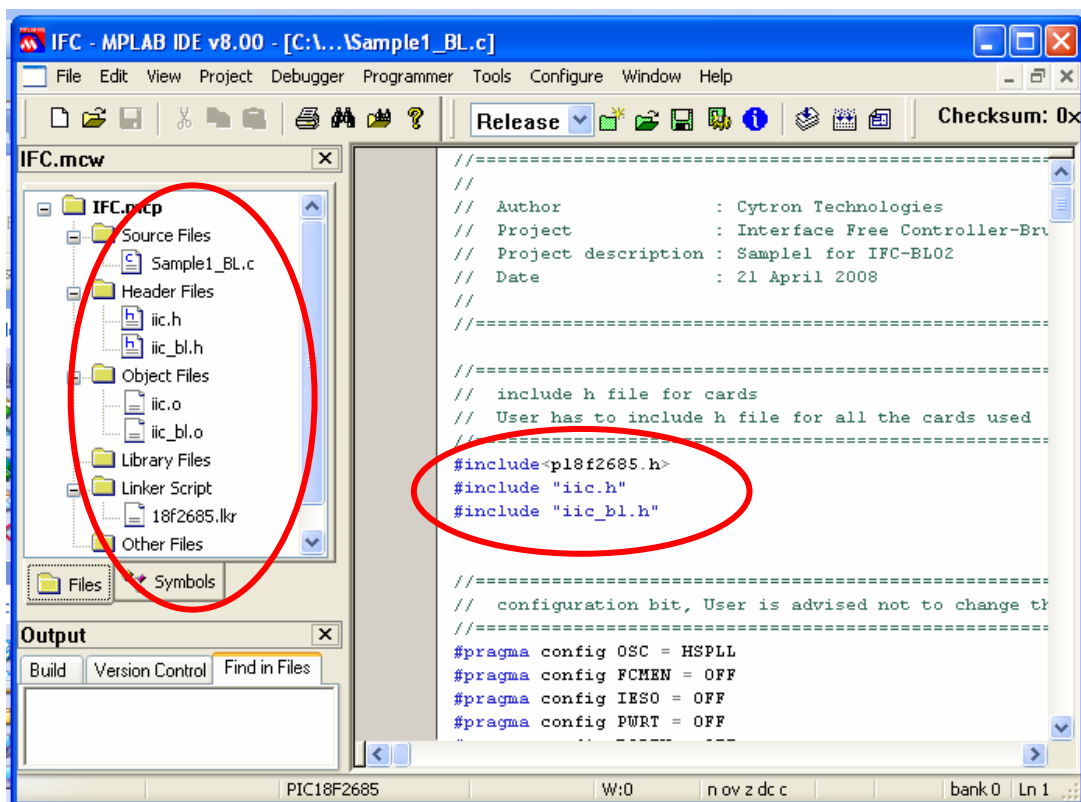 IFC - MPLAB IDE v8.00 - [C:\...\Sample1_BL.c]
File Edit View Project Debugger Programmer Tools Configure Window Help
Release Checksum: 0x
IFC.mcw
IFC.mcp
Source Files
Sample1_BL.c
Header Files
iic.h
iic_bl.h
Object Files
iic.o
iic_bl.o
Library Files
Linker Script
18f2685.lkr
Other Files
Files Symbols
Output
Build Version Control Find in Files
//=====================================================
//
// Author : Cytron Technologies
// Project : Interface Free Controller-Bru
// Project description : Sample1 for IFC-BL02
// Date : 21 April 2008
//
//=====================================================
//=====================================================
// include h file for cards
// User has to include h file for all the cards used
//=====================================================
#include<p18f2685.h>
#include "iic.h"
#include "iic_bl.h"
//=====================================================
// configuration bit, User is advised not to change th
//=====================================================
#pragma config OSC = HSPLL
#pragma config FCMEN = OFF
#pragma config IESO = OFF
#pragma config PWRT = OFF
PIC18F2685 W:0 n ov z dc c bank 0 Ln 1